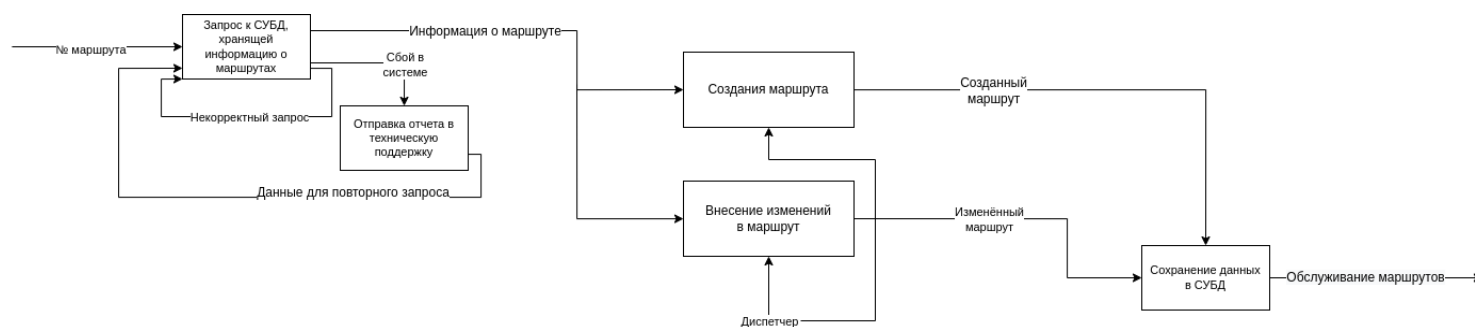 № маршрута
Запрос к СУБД,
хранящей
информацию о
маршрутах
Информация о маршруте
Сбой в
системе
Некорректный запрос
Отправка отчета в
техническую
поддержку
Данные для повторного запроса
Создания маршрута
Созданный
маршрут
Внесение изменений
в маршрут
Изменённый
маршрут
Диспетчер
Сохранение данных
в СУБД
Обслуживание маршрутов